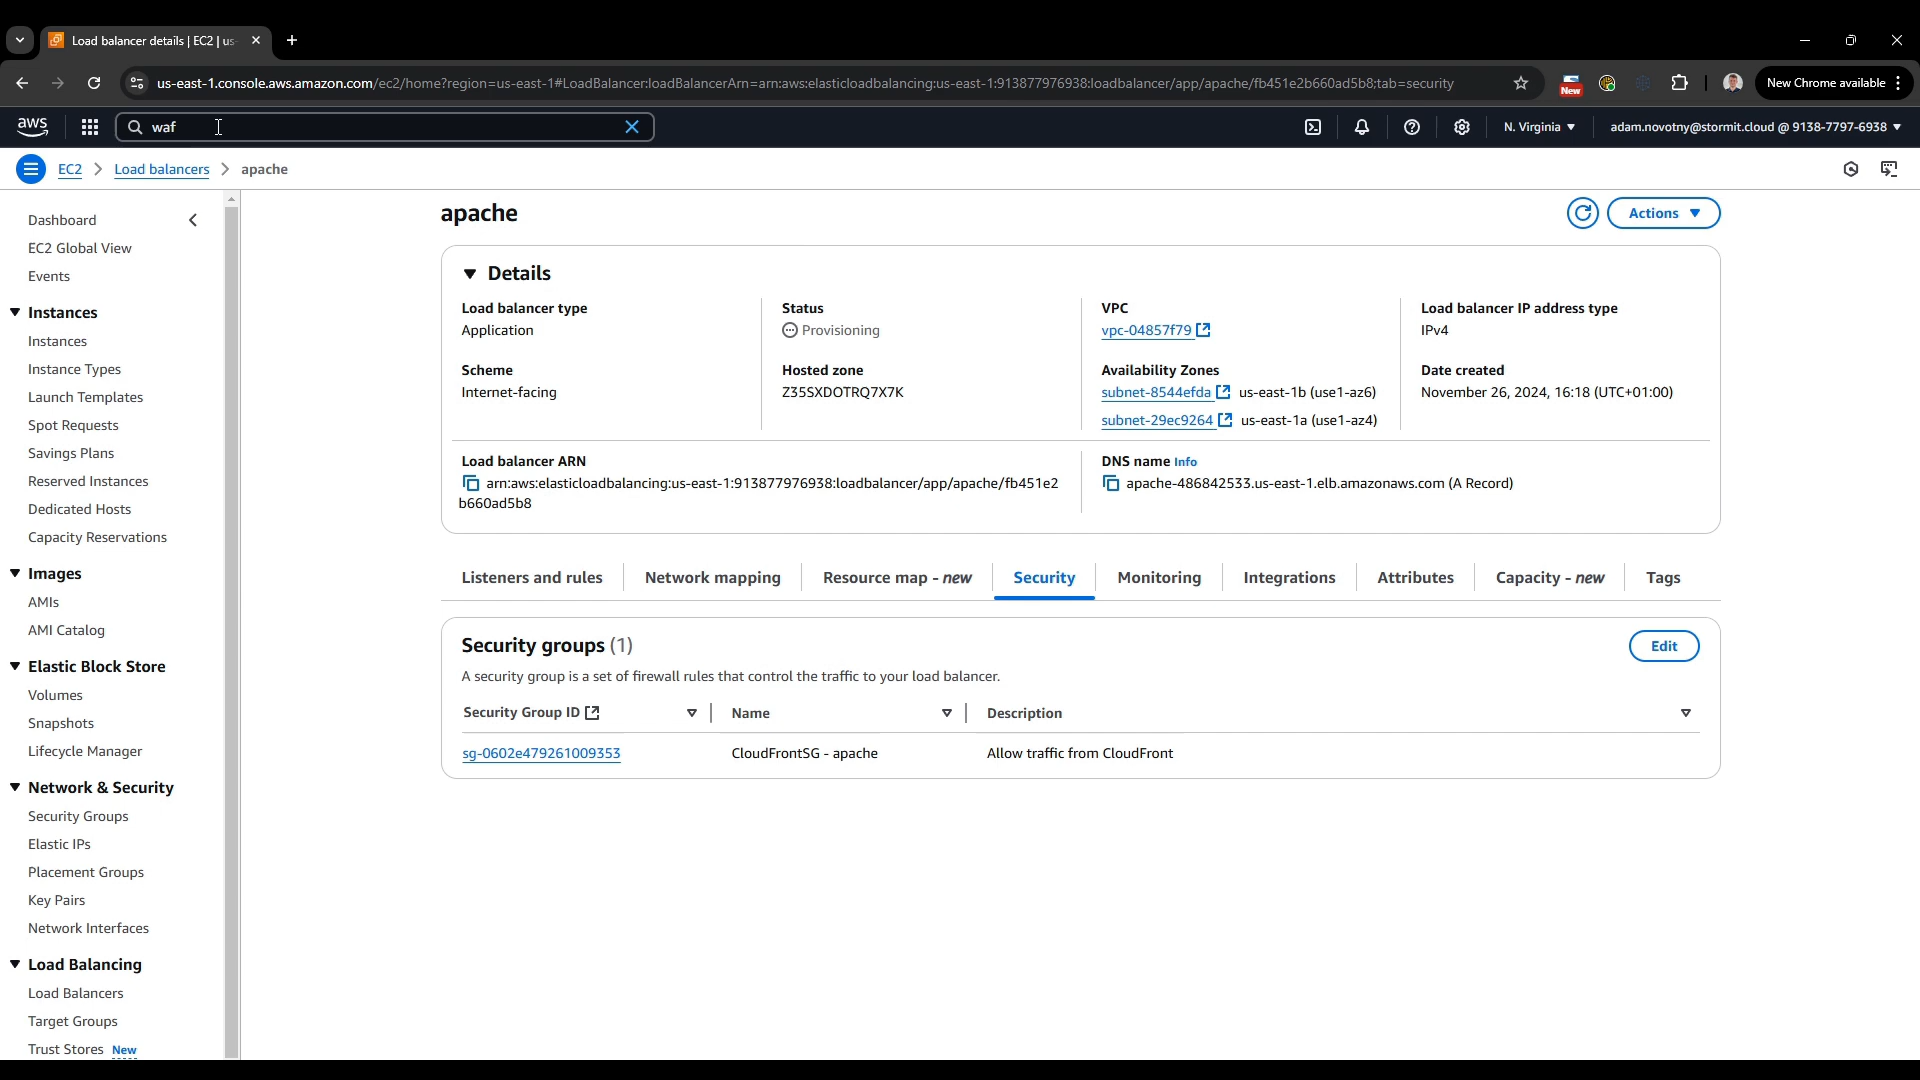 Load balancer details | EC2 | us-
us-east-1.console.aws.amazon.com/ec2/home?region=us-east-1#LoadBalancer:loadBalancerArn=arn:aws:elasticloadbalancing:us-east-1:913877976938:loadbalancer/app/apache/fb451e2b660ad5b8;tab=security
New
New Chrome available
aws
waf
N. Virginia
adam.novotny@stormit.cloud @ 9138-7797-6938
EC2
Load balancers
apache
Dashboard
EC2 Global View
Events
Instances
Instances
Instance Types
Launch Templates
Spot Requests
Savings Plans
Reserved Instances
Dedicated Hosts
Capacity Reservations
Images
AMIs
AMI Catalog
Elastic Block Store
Volumes
Snapshots
Lifecycle Manager
Network & Security
Security Groups
Elastic IPs
Placement Groups
Key Pairs
Network Interfaces
Load Balancing
Load Balancers
Target Groups
Trust Stores New
apache
Actions
Details
Load balancer type
Application
Status
Provisioning
VPC
vpc-04857f79
Load balancer IP address type
IPv4
Scheme
Internet-facing
Hosted zone
Z35SXDOTRQ7X7K
Availability Zones
subnet-8544efda us-east-1b (use1-az6)
subnet-29ec9264 us-east-1a (use1-az4)
Date created
November 26, 2024, 16:18 (UTC+01:00)
Load balancer ARN
arn:aws:elasticloadbalancing:us-east-1:913877976938:loadbalancer/app/apache/fb451e2
b660ad5b8
DNS name Info
apache-486842533.us-east-1.elb.amazonaws.com (A Record)
Listeners and rules
Network mapping
Resource map - new
Security
Monitoring
Integrations
Attributes
Capacity - new
Tags
Security groups (1)
Edit
A security group is a set of firewall rules that control the traffic to your load balancer.
Security Group ID
Name
Description
sg-0602e479261009353
CloudFrontSG - apache
Allow traffic from CloudFront